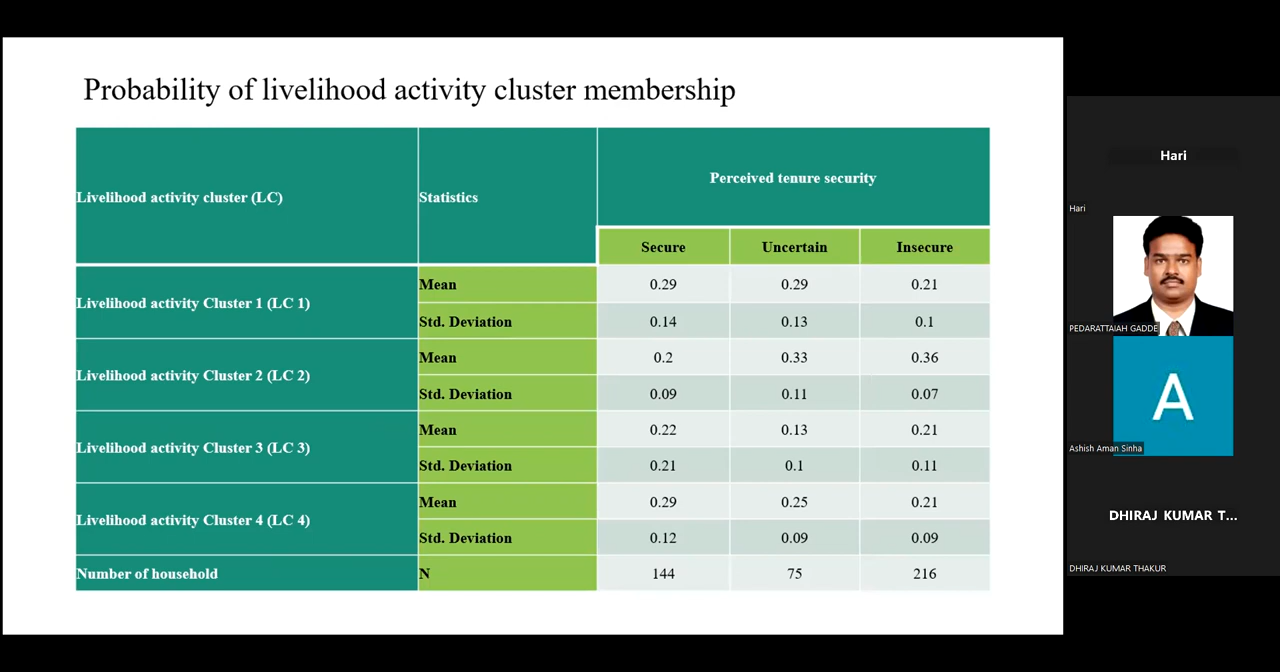 Probability of livelihood activity cluster membership
Livelihood activity cluster (LC) Statistics Perceived tenure security
Secure Uncertain Insecure
Livelihood activity Cluster 1 (LC 1) Mean 0.29 0.29 0.21
Std. Deviation 0.14 0.13 0.1
Livelihood activity Cluster 2 (LC 2) Mean 0.2 0.33 0.36
Std. Deviation 0.09 0.11 0.07
Livelihood activity Cluster 3 (LC 3) Mean 0.22 0.13 0.21
Std. Deviation 0.21 0.1 0.11
Livelihood activity Cluster 4 (LC 4) Mean 0.29 0.25 0.21
Std. Deviation 0.12 0.09 0.09
Number of household N 144 75 216
Hari
Hari
PEDARATTAIAH GADDE
A
Ashish Aman Sinha
DHIRAJ KUMAR T...
DHIRAJ KUMAR THAKUR